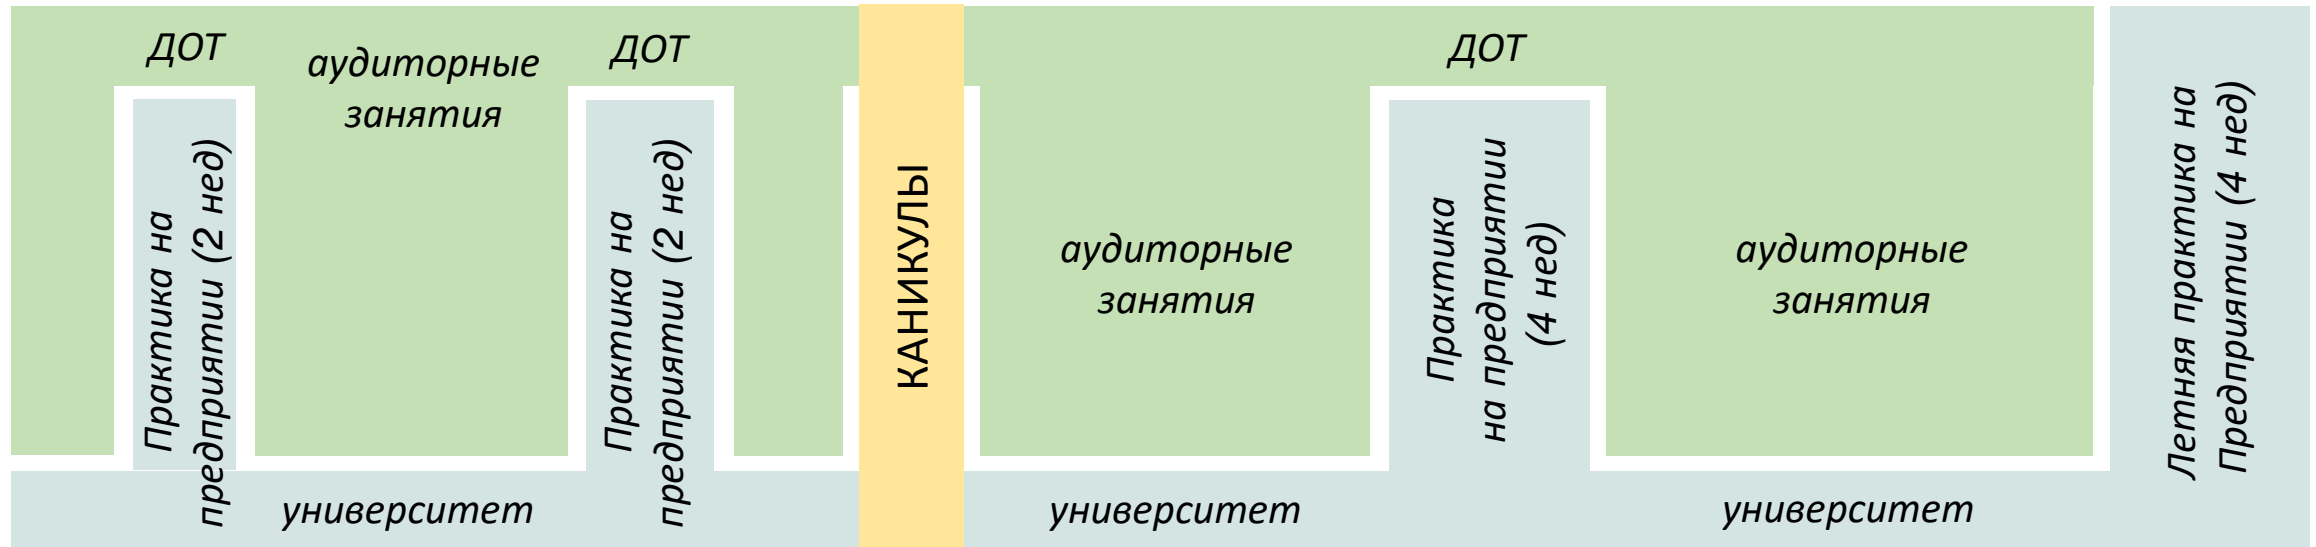 ДОТ
Практика на
предприятии (2 нед)
аудиторные
занятия
университет
ДОТ
Практика на
предприятии (2 нед)
КАНИКУЛЫ
аудиторные
занятия
университет
ДОТ
Практика
на предприятии
(4 нед)
аудиторные
занятия
университет
Летняя практика на
Предприятии (4 нед)